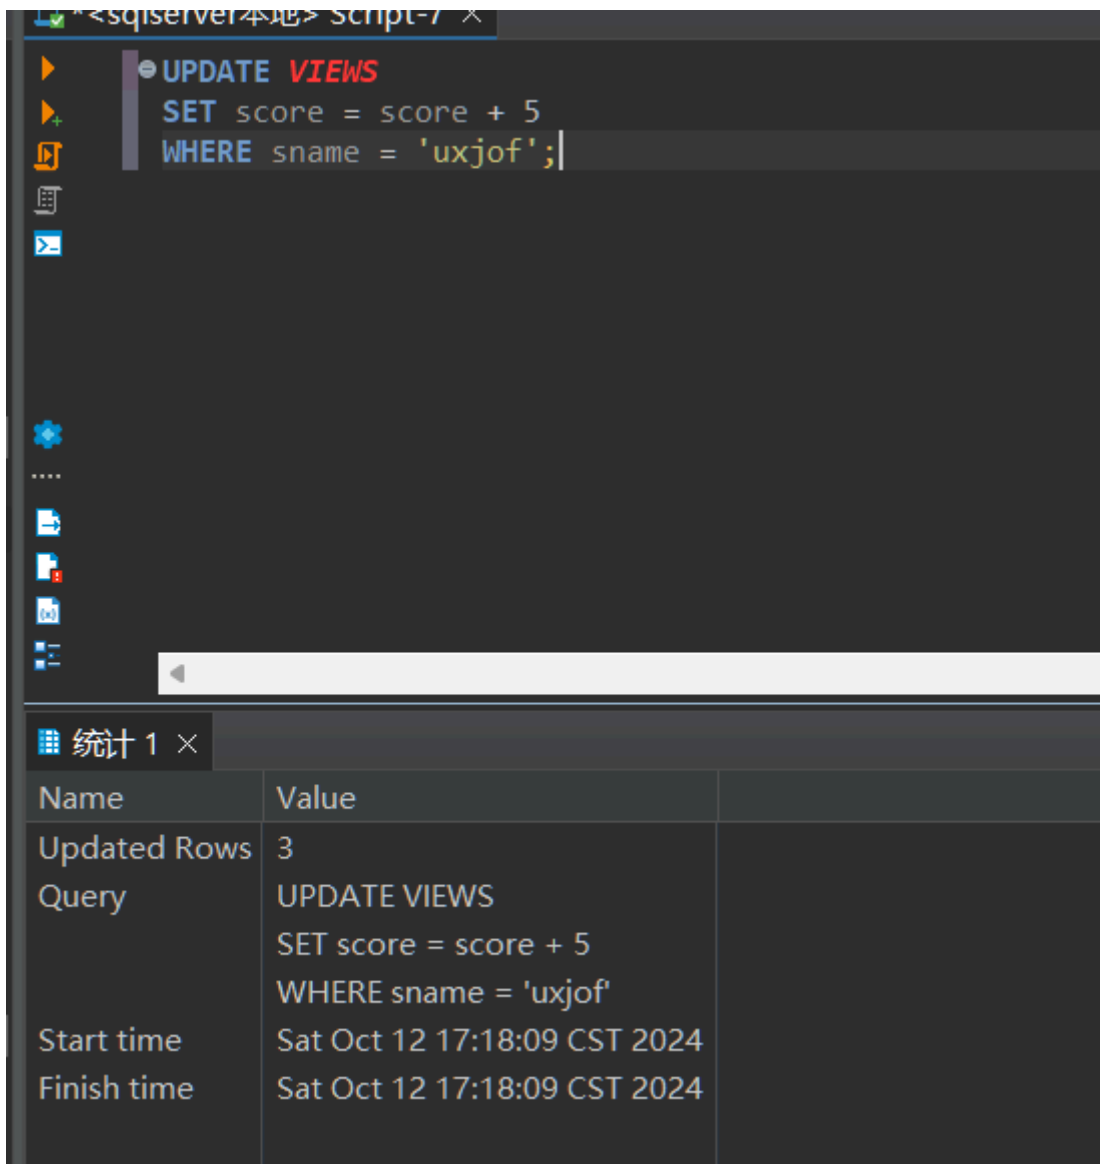 *<sqlserver本地> Script-7
UPDATE VIEWS
SET score = score + 5
WHERE sname = 'uxjof';
统计 1
Name Value
Updated Rows 3
Query UPDATE VIEWS
SET score = score + 5
WHERE sname = 'uxjof'
Start time Sat Oct 12 17:18:09 CST 2024
Finish time Sat Oct 12 17:18:09 CST 2024